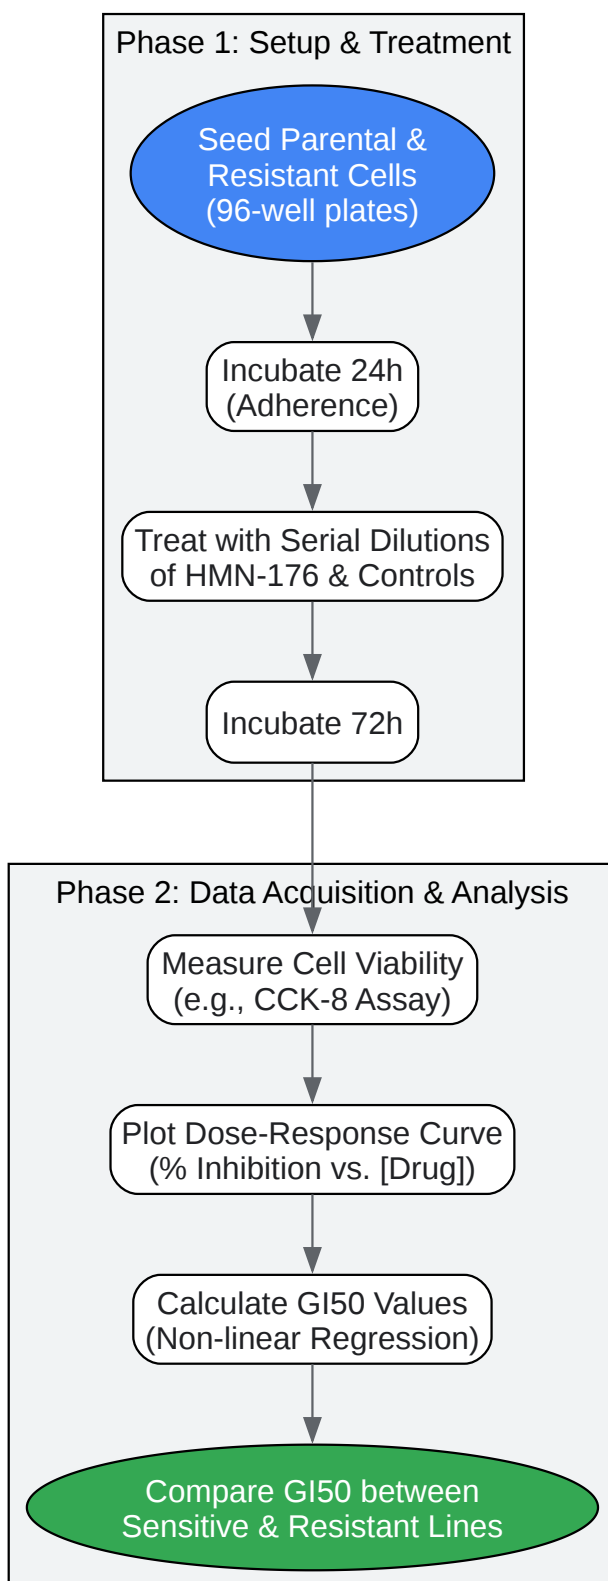 Phase 1: Setup & Treatment
Seed Parental &
Resistant Cells
(96-well plates)
Incubate 24h
(Adherence)
Treat with Serial Dilutions
of HMN-176 & Controls
Incubate 72h
Phase 2: Data Acquisition & Analysis
Measure Cell Viability
(e.g., CCK-8 Assay)
Plot Dose-Response Curve
(% Inhibition vs. [Drug])
Calculate GI50 Values
(Non-linear Regression)
Compare GI50 between
Sensitive & Resistant Lines